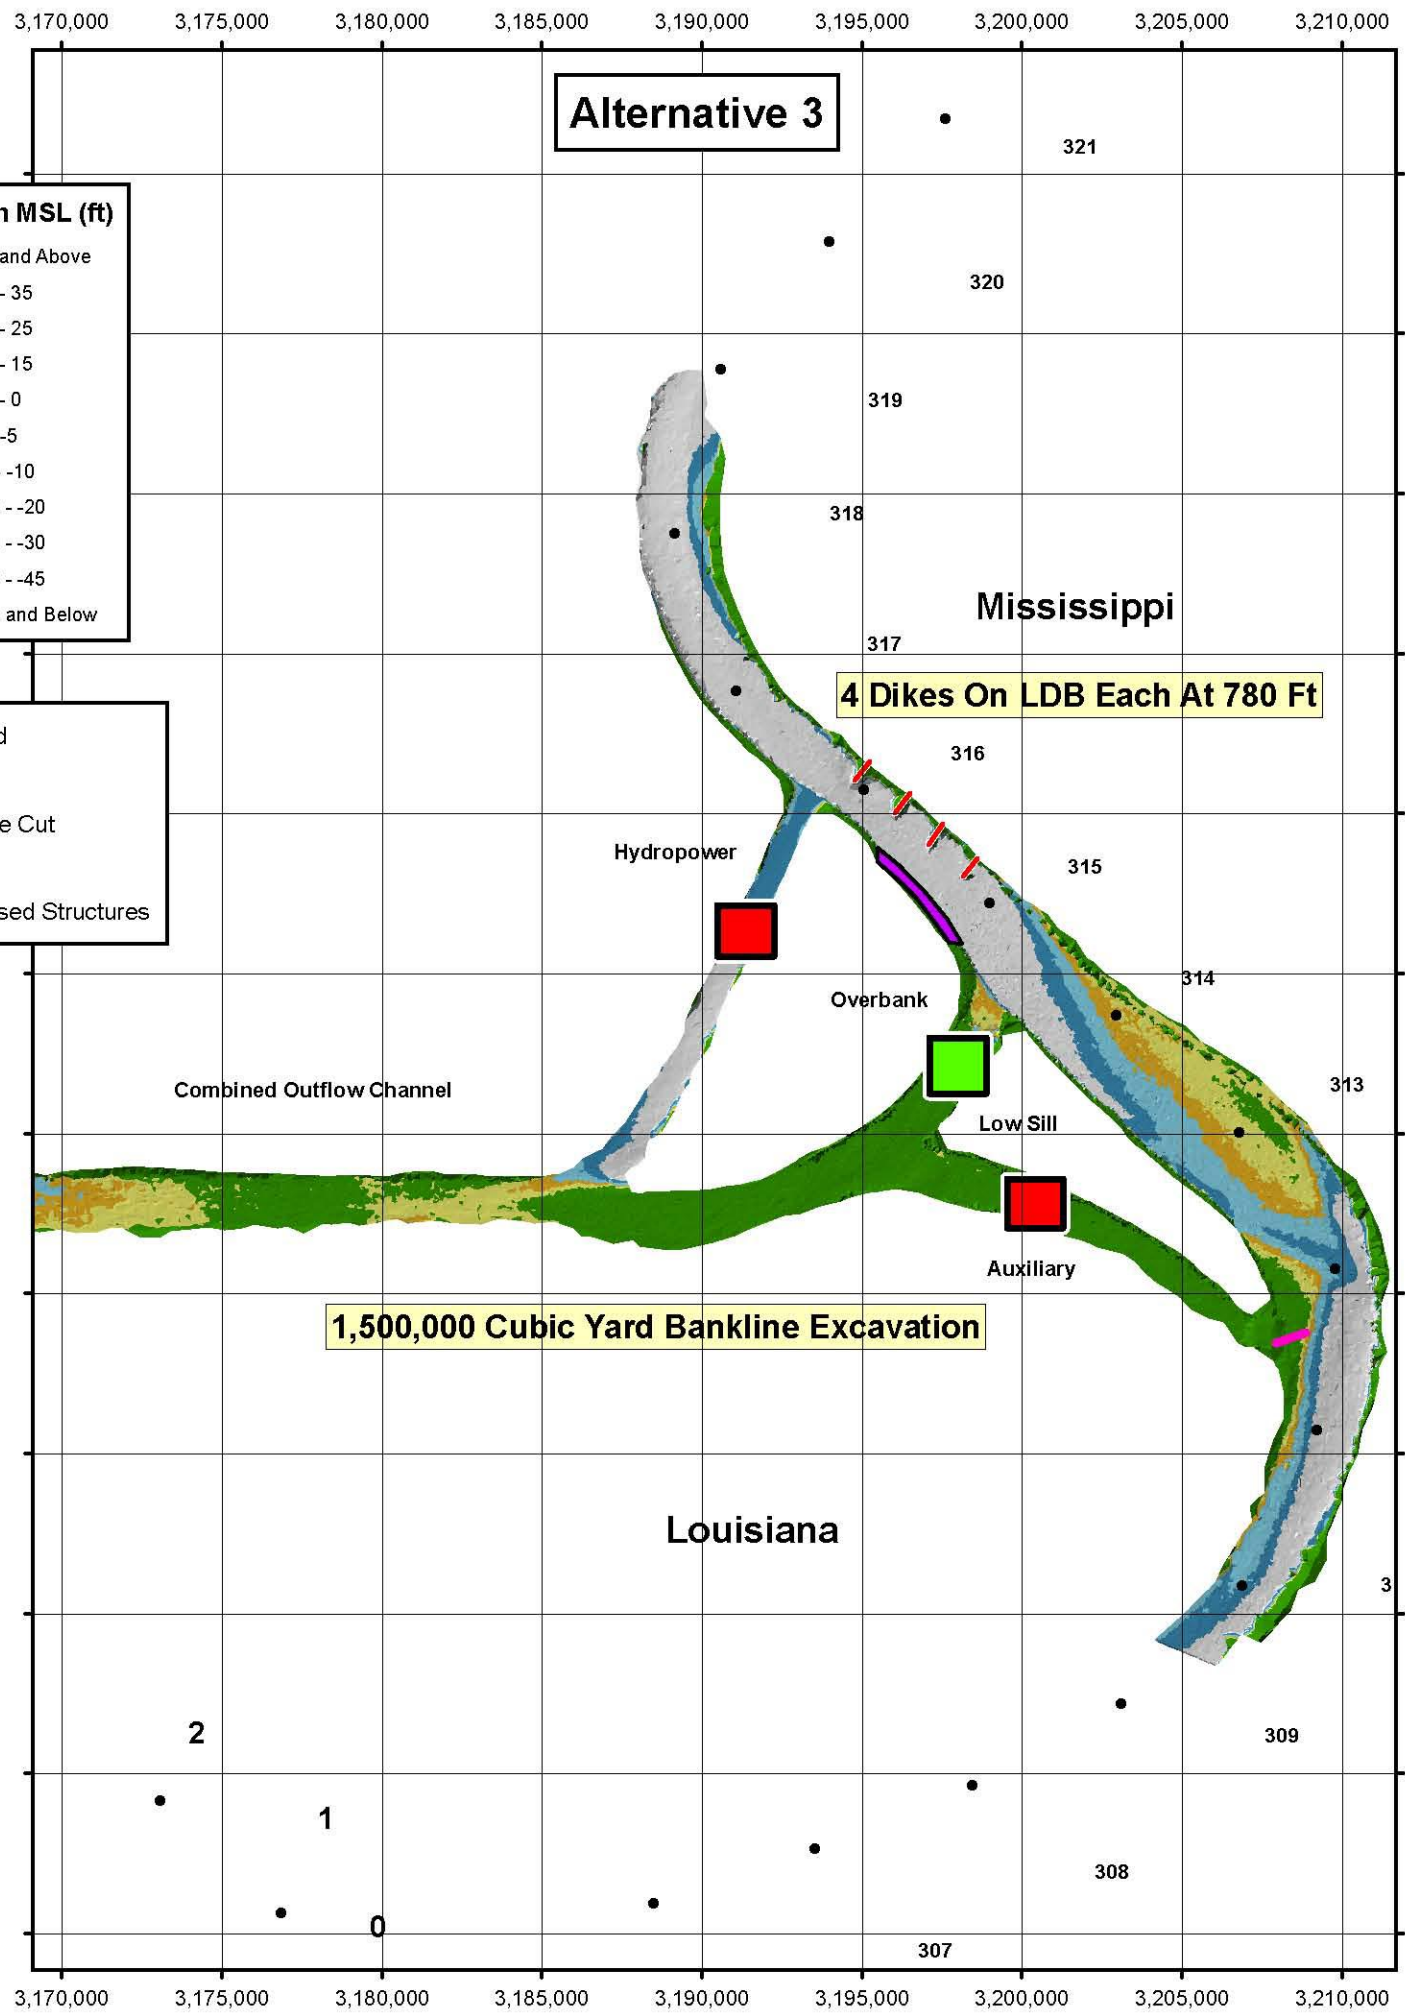 3,170,000 3,175,000 3,180,000 3,185,000 3,190,000 3,195,000 3,200,000 3,205,000 3,210,000
Alternative 3
321
MSL (ft)
and Above
320
- 35
- 25
- 15
- 0
319
-5
- -10
- -20
318
- -30
- -45
and Below
Mississippi
317
4 Dikes On LDB Each At 780 Ft
316
Cut
Hydropower
315
Structures
314
Overbank
313
Combined Outflow Channel
Low Sill
Auxiliary
1,500,000 Cubic Yard Bankline Excavation
Louisiana
3
2
309
1
308
0
307
3,170,000 3,175,000 3,180,000 3,185,000 3,190,000 3,195,000 3,200,000 3,205,000 3,210,000